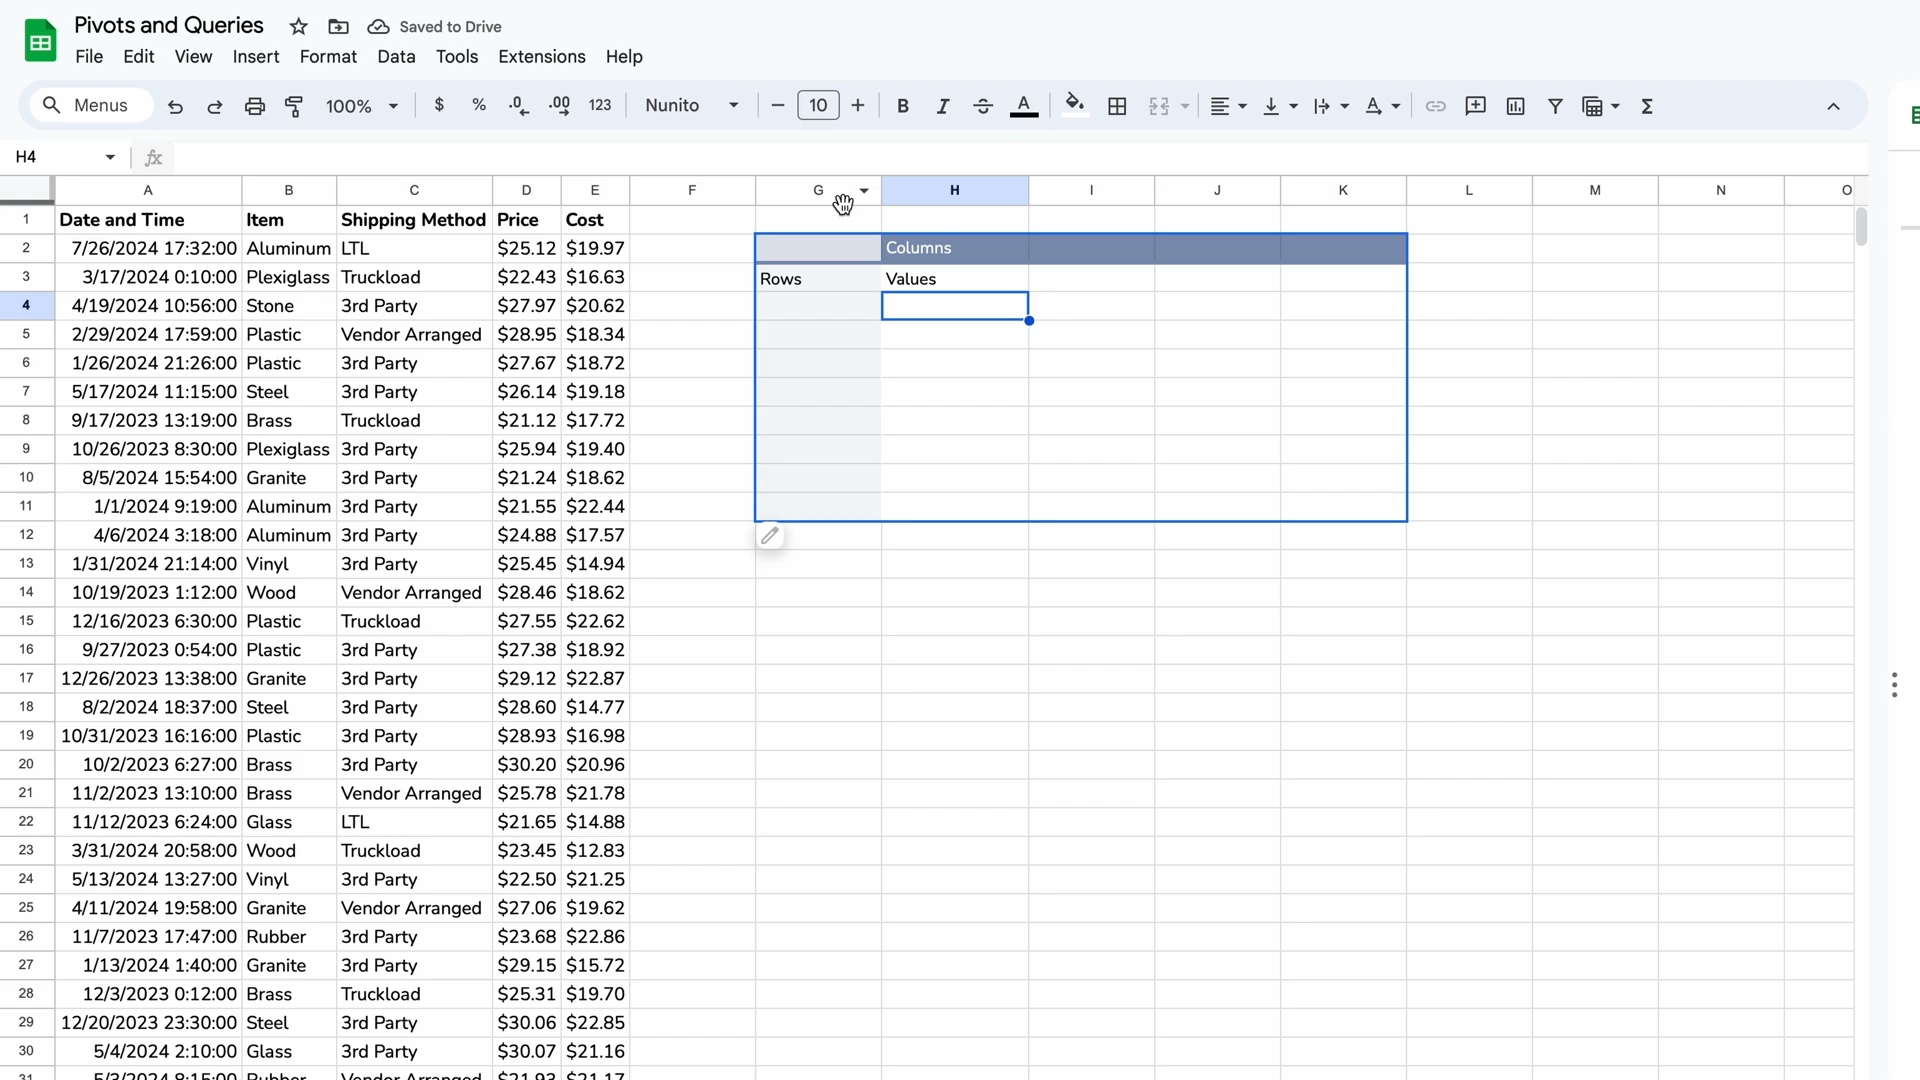 Pivots and Queries Saved to Drive
File Edit View Insert Format Data Tools Extensions Help
Menus 100% $ % .0 .00 123 Nunito 10 B I A Σ
H4 fx
A B C D E F G H I J K L M N O
1 Date and Time Item Shipping Method Price Cost
2 7/26/2024 17:32:00 Aluminum LTL $25.12 $19.97 Columns
3 3/17/2024 0:10:00 Plexiglass Truckload $22.43 $16.63 Rows Values
4 4/19/2024 10:56:00 Stone 3rd Party $27.97 $20.62
5 2/29/2024 17:59:00 Plastic Vendor Arranged $28.95 $18.34
6 1/26/2024 21:26:00 Plastic 3rd Party $27.67 $18.72
7 5/17/2024 11:15:00 Steel 3rd Party $26.14 $19.18
8 9/17/2023 13:19:00 Brass Truckload $21.12 $17.72
9 10/26/2023 8:30:00 Plexiglass 3rd Party $25.94 $19.40
10 8/5/2024 15:54:00 Granite 3rd Party $21.24 $18.62
11 1/1/2024 9:19:00 Aluminum 3rd Party $21.55 $22.44
12 4/6/2024 3:18:00 Aluminum 3rd Party $24.88 $17.57
13 1/31/2024 21:14:00 Vinyl 3rd Party $25.45 $14.94
14 10/19/2023 1:12:00 Wood Vendor Arranged $28.46 $18.62
15 12/16/2023 6:30:00 Plastic Truckload $27.55 $22.62
16 9/27/2023 0:54:00 Plastic 3rd Party $27.38 $18.92
17 12/26/2023 13:38:00 Granite 3rd Party $29.12 $22.87
18 8/2/2024 18:37:00 Steel 3rd Party $28.60 $14.77
19 10/31/2023 16:16:00 Plastic 3rd Party $28.93 $16.98
20 10/2/2023 6:27:00 Brass 3rd Party $30.20 $20.96
21 11/2/2023 13:10:00 Brass Vendor Arranged $25.78 $21.78
22 11/12/2023 6:24:00 Glass LTL $21.65 $14.88
23 3/31/2024 20:58:00 Wood Truckload $23.45 $12.83
24 5/13/2024 13:27:00 Vinyl 3rd Party $22.50 $21.25
25 4/11/2024 19:58:00 Granite Vendor Arranged $27.06 $19.62
26 11/7/2023 17:47:00 Rubber 3rd Party $23.68 $22.86
27 1/13/2024 1:40:00 Granite 3rd Party $29.15 $15.72
28 12/3/2023 0:12:00 Brass Truckload $25.31 $19.70
29 12/20/2023 23:30:00 Steel 3rd Party $30.06 $22.85
30 5/4/2024 2:10:00 Glass 3rd Party $30.07 $21.16
31 5/3/2024 8:15:00 Rubber Vendor Arranged $21.93 $21.17